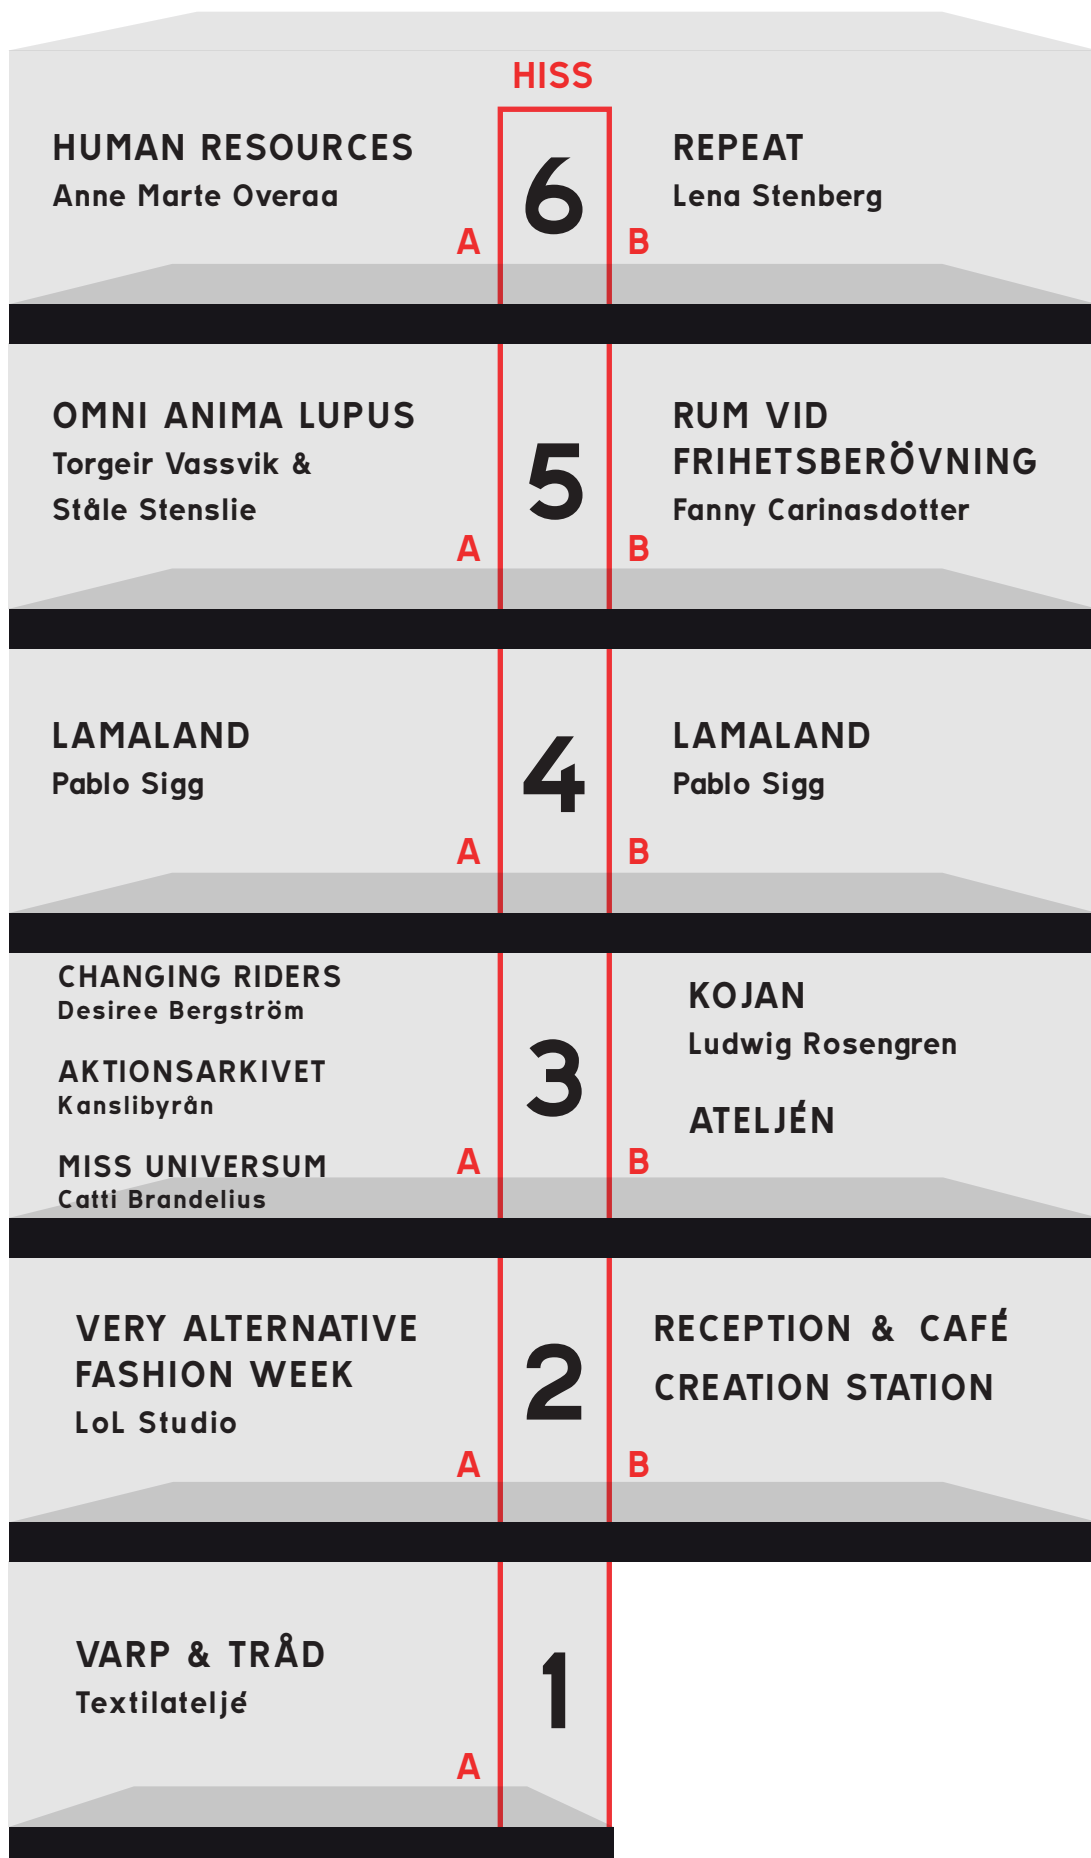 HISS
HUMAN RESOURCES
Anne Marte Overaa
A
6
REPEAT
Lena Stenberg
B
OMNI ANIMA LUPUS
Torgeir Vassvik &
Ståle Stenslie
A
5
RUM VID
FRIHETSBERÖVNING
Fanny Carinasdotter
B
LAMALAND
Pablo Sigg
A
4
LAMALAND
Pablo Sigg
B
CHANGING RIDERS
Desiree Bergström
AKTIONSARKIVET
Kanslibyrån
MISS UNIVERSUM
Catti Brandelius
A
3
KOJAN
Ludwig Rosengren
ATELJÉN
B
VERY ALTERNATIVE
FASHION WEEK
LoL Studio
A
2
RECEPTION & CAFÉ
CREATION STATION
B
VARP & TRÅD
Textilateljé
A
1